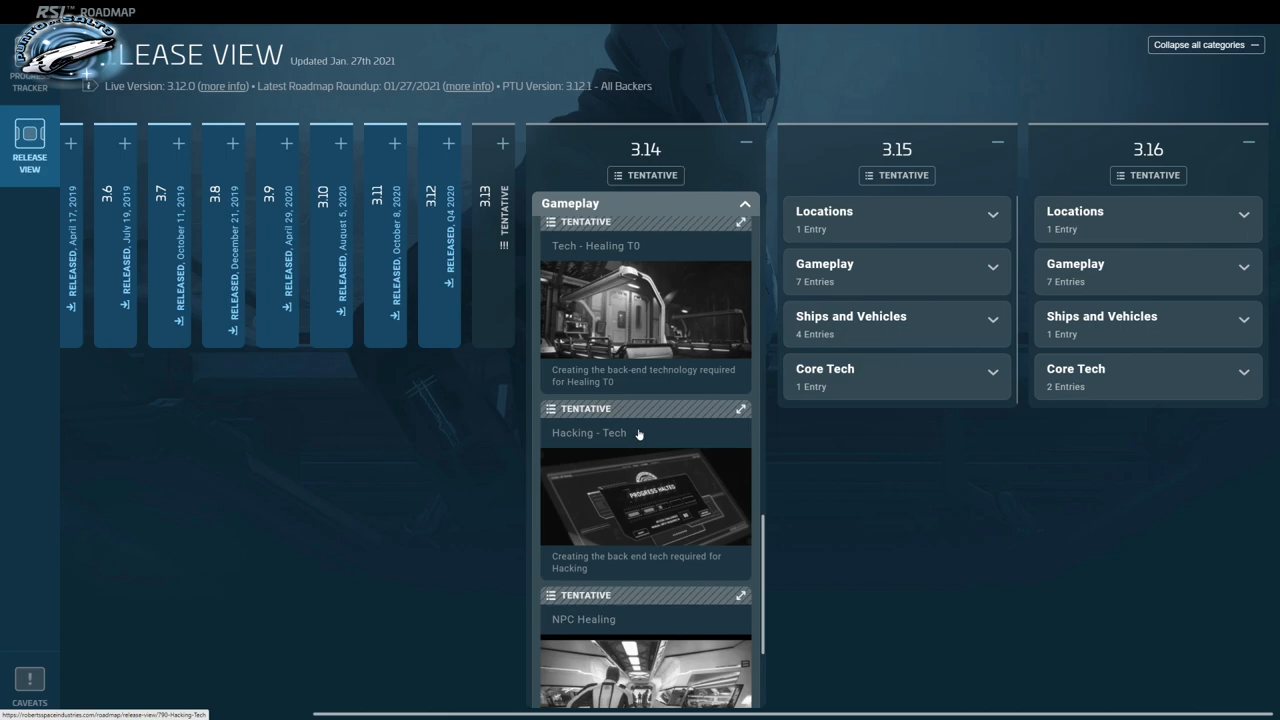 RSI™ ROADMAP
PUNTO DE SALTO
ELEASE VIEW Updated Jan. 27th 2021
Collapse all categories
Live Version: 3.12.0 (more info) • Latest Roadmap Roundup: 01/27/2021 (more info) • PTU Version: 3.12.1 - All Backers
TRACKER
RELEASE
VIEW
RELEASED, April 17, 2019
3.6
RELEASED, July 19, 2019
3.7
RELEASED, October 11, 2019
3.8
RELEASED, December 21, 2019
3.9
RELEASED, April 29, 2020
3.10
RELEASED, August 5, 2020
3.11
RELEASED, October 8, 2020
3.12
RELEASED, Q4 2020
3.13
TENTATIVE
3.14
TENTATIVE
Gameplay
TENTATIVE
Tech - Healing T0
Creating the back-end technology required
for Healing T0
TENTATIVE
Hacking - Tech
PROGRESS HALTED
Creating the back end tech required for
Hacking
TENTATIVE
NPC Healing
3.15
TENTATIVE
Locations
1 Entry
Gameplay
7 Entries
Ships and Vehicles
4 Entries
Core Tech
1 Entry
3.16
TENTATIVE
Locations
1 Entry
Gameplay
7 Entries
Ships and Vehicles
1 Entry
Core Tech
2 Entries
CAVEATS
https://robertsspaceindustries.com/roadmap/release-view/790-Hacking-Tech